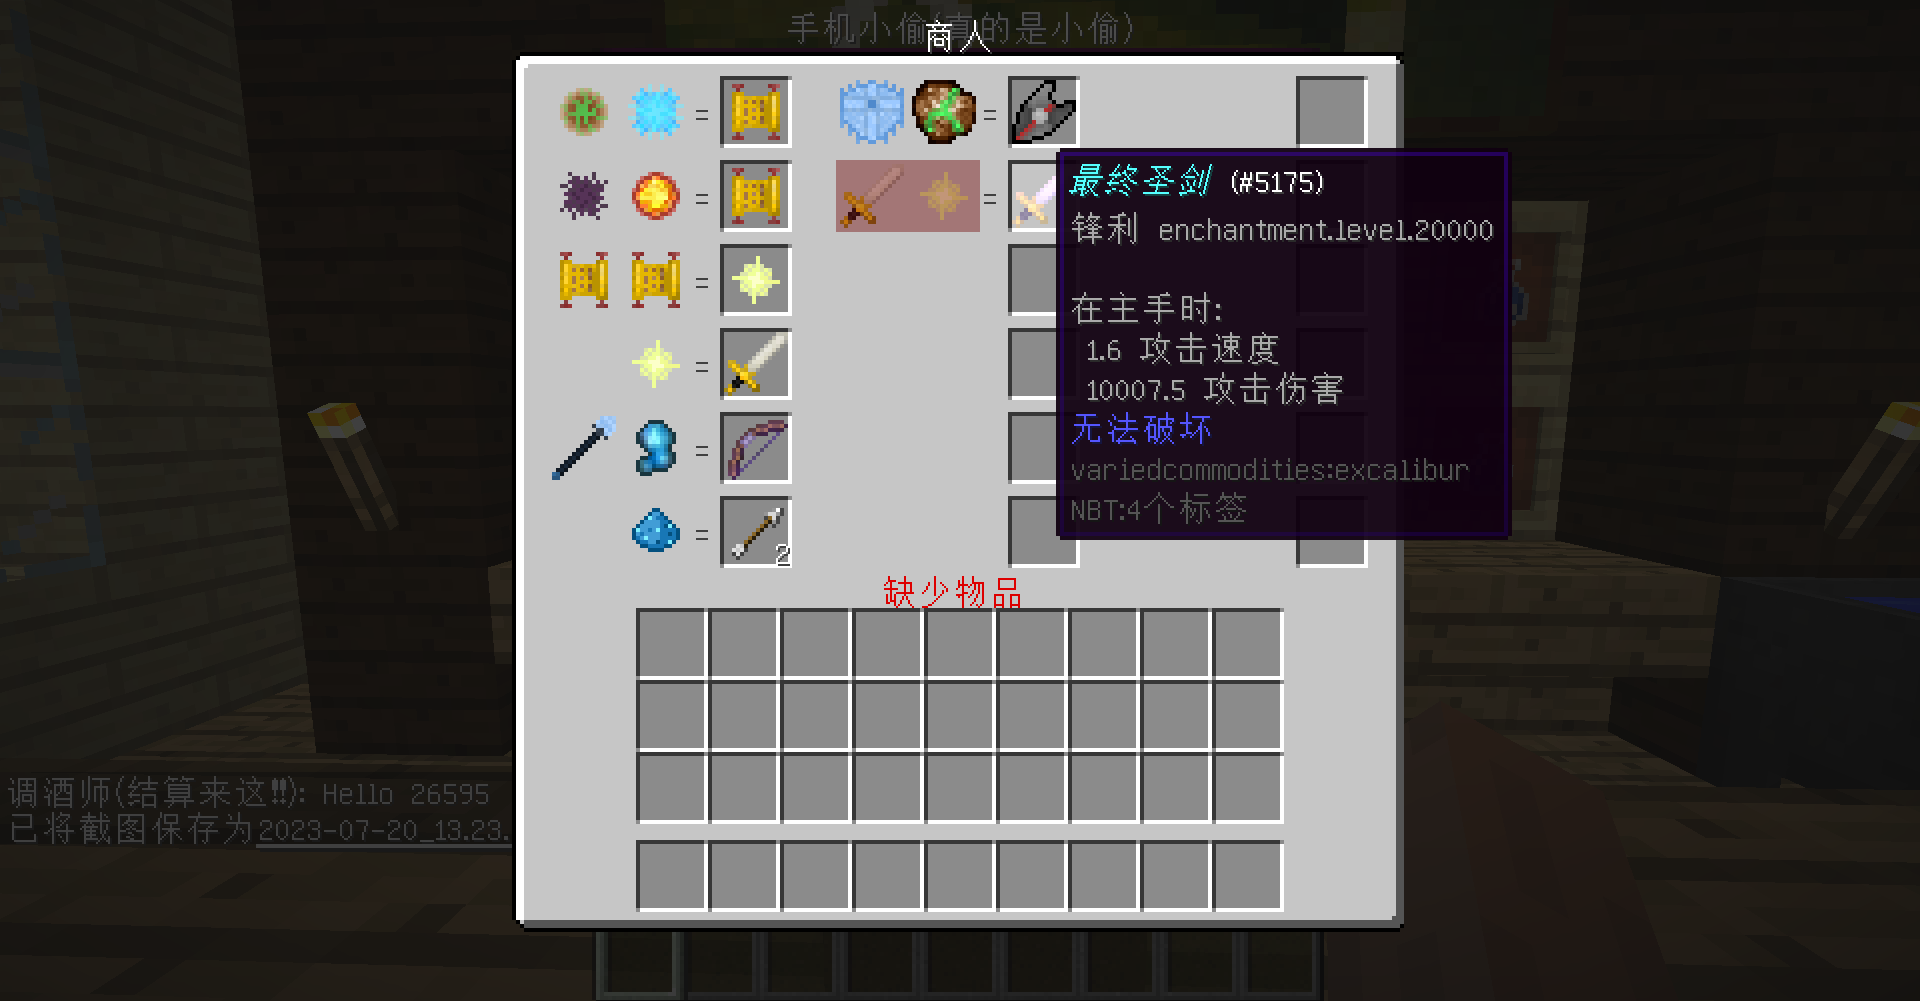 手机小偷(真的是小偷)
商人
最终圣剑 (#5175)
锋利 enchantment.level.20000
在主手时:
1.6 攻击速度
10007.5 攻击伤害
无法破坏
variedcommodities:excalibur
NBT:4个标签
=
=
=
=
=
=
=
=
2
缺少物品
调酒师(结算来这!!): Hello 26595
已将截图保存为2023-07-20_13.23.